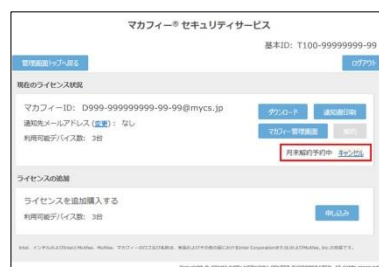 マカフィー® セキュリティサービス
基本ID: T100-99999999-99
管理画面トップへ戻る
ログアウト
現在のライセンス状況
マカフィーID: D999-999999999-99-99@mycs.jp
ダウンロード
通知書印刷
通知先メールアドレス (変更): なし
マカフィー管理画面
解約
利用可能デバイス数: 3台
月末解約予約中 キャンセル
ライセンスの追加
ライセンスを追加購入する
利用可能デバイス数: 3台
申し込み